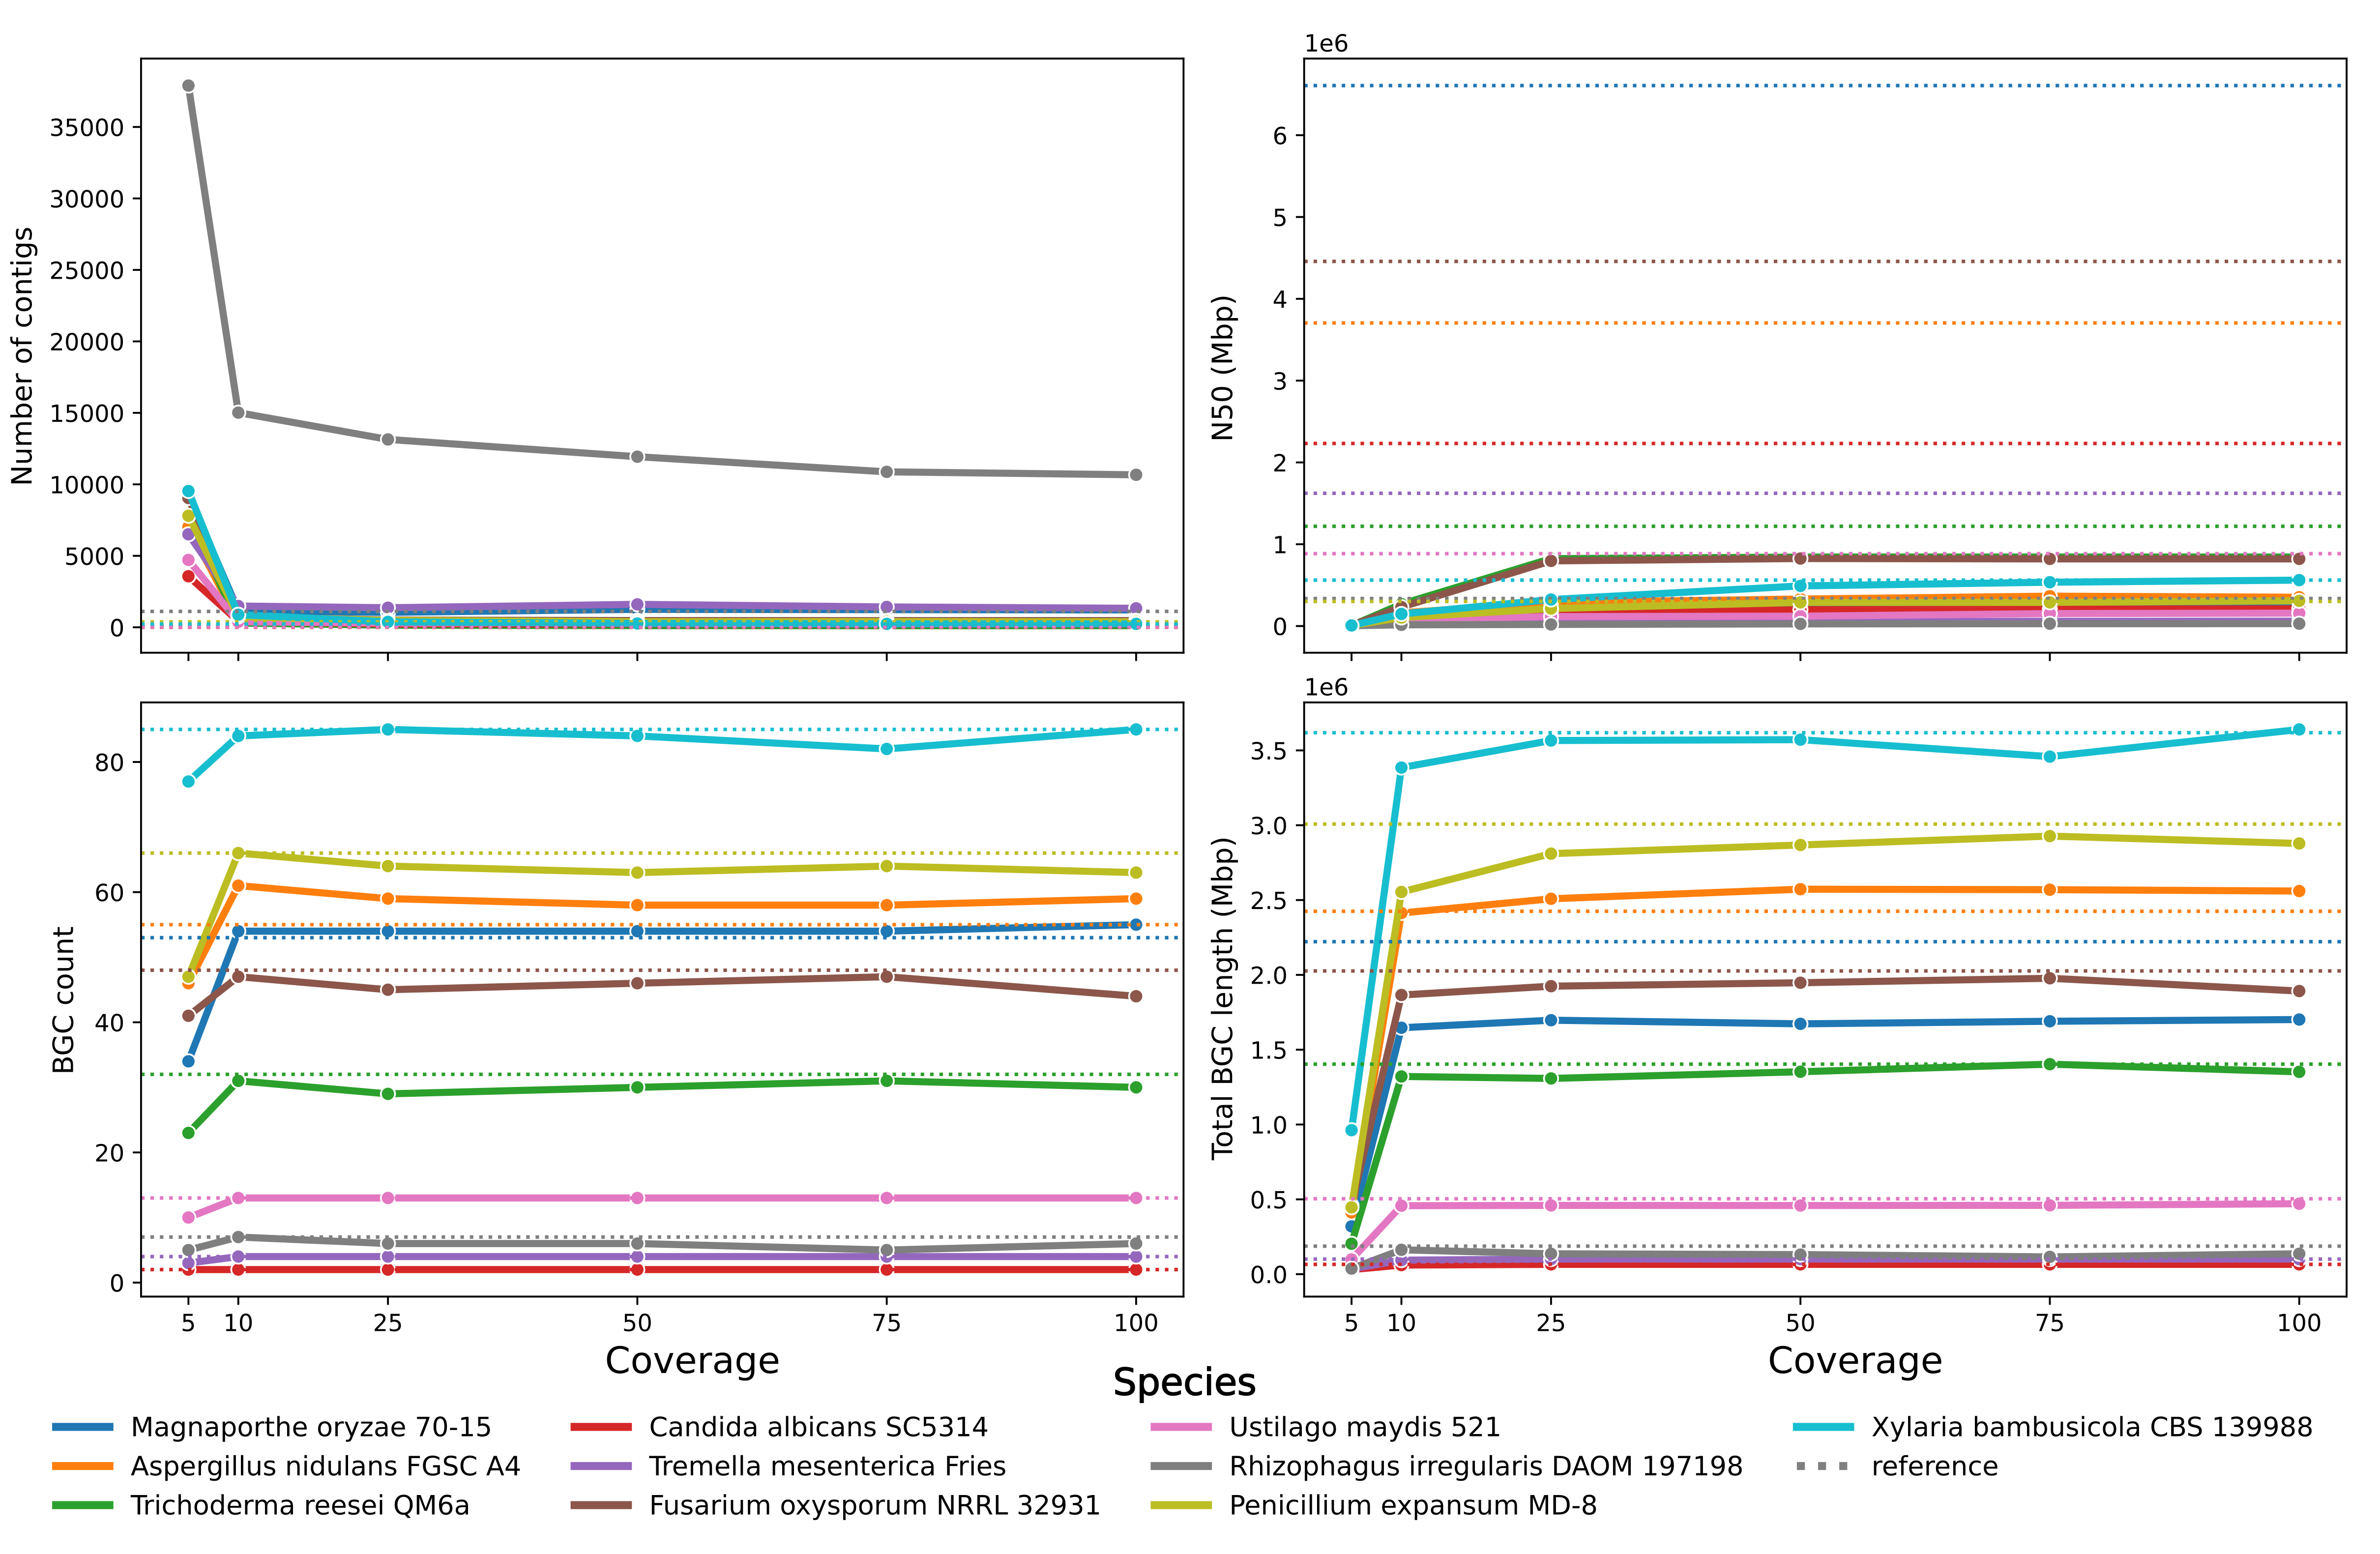 1e6
35000
30000
25000
20000
15000
10000
5000
0
Number of contigs
6
5
4
3
2
1
0
N50 (Mbp)
1e6
80
60
40
20
0
BGC count
3.5
3.0
2.5
2.0
1.5
1.0
0.5
0.0
Total BGC length (Mbp)
5 10 25 50 75 100
5 10 25 50 75 100
Coverage
Coverage
Species
Magnaporthe oryzae 70-15
Aspergillus nidulans FGSC A4
Trichoderma reesei QM6a
Candida albicans SC5314
Tremella mesenterica Fries
Fusarium oxysporum NRRL 32931
Ustilago maydis 521
Rhizophagus irregularis DAOM 197198
Penicillium expansum MD-8
Xylaria bambusicola CBS 139988
reference